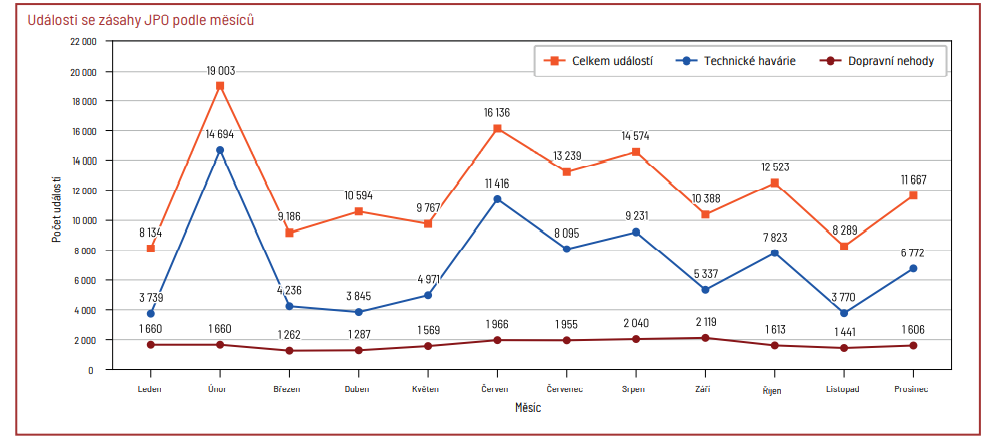 Události se zásahy JPO podle měsíců
22 000
20 000
18 000
16 000
14 000
12 000
10 000
8 000
6 000
4 000
2 000
0
Počet událostí
Celkem událostí
Technické havárie
Dopravní nehody
8 134
19 003
9 186
10 594
9 767
16 136
13 239
14 574
10 388
12 523
8 289
11 667
3 739
14 694
4 236
3 845
4 971
11 416
8 095
9 231
5 337
7 823
3 770
6 772
1 660
1 660
1 262
1 287
1 569
1 966
1 955
2 040
2 119
1 613
1 441
1 606
Leden
Únor
Březen
Duben
Květen
Červen
Červenec
Srpen
Září
Říjen
Listopad
Prosinec
Měsíc